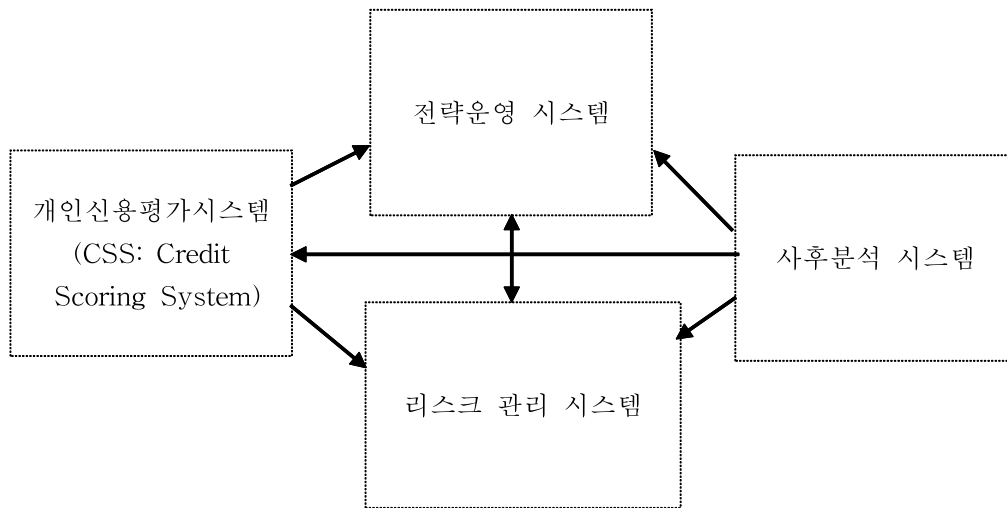 전략운영 시스템
개인신용평가시스템
(CSS: Credit
Scoring System)
사후분석 시스템
리스크 관리 시스템